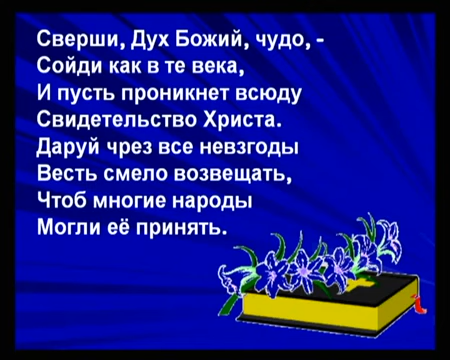 Сверши, Дух Божий, чудо, -
Сойди как в те века,
И пусть проникнет всюду
Свидетельство Христа.
Даруй чрез все невзгоды
Весть смело возвещать,
Чтоб многие народы
Могли её принять.